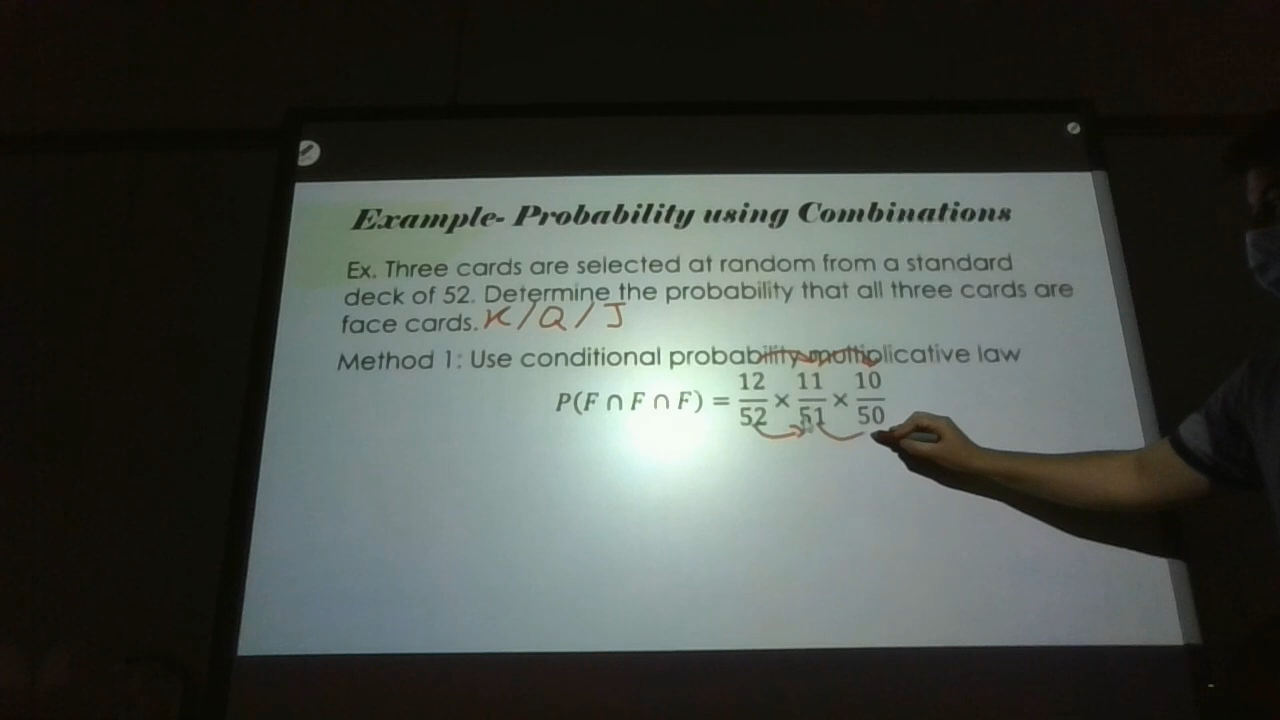 Example- Probability using Combinations
Ex. Three cards are selected at random from a standard
deck of 52. Determine the probability that all three cards are
face cards. K/Q/J
Method 1: Use conditional probability multiplicative law
P(F ∩ F ∩ F) = 12/52 × 11/51 × 10/50